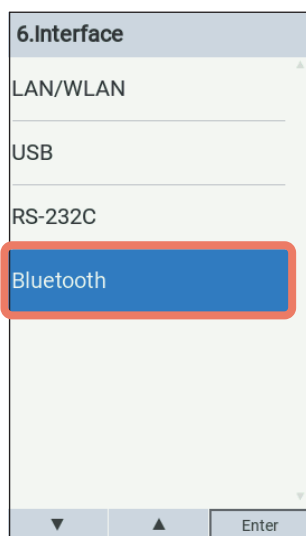 6.Interface
LAN/WLAN
USB
RS-232C
Bluetooth
▼ ▲ Enter